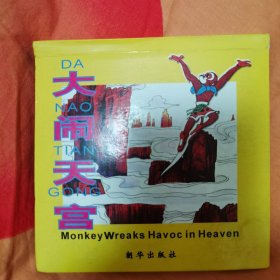 DA
大
NAO
闹
TIAN
天
GONG
宫
Monkey Wreaks Havoc in Heaven
朝华出版社